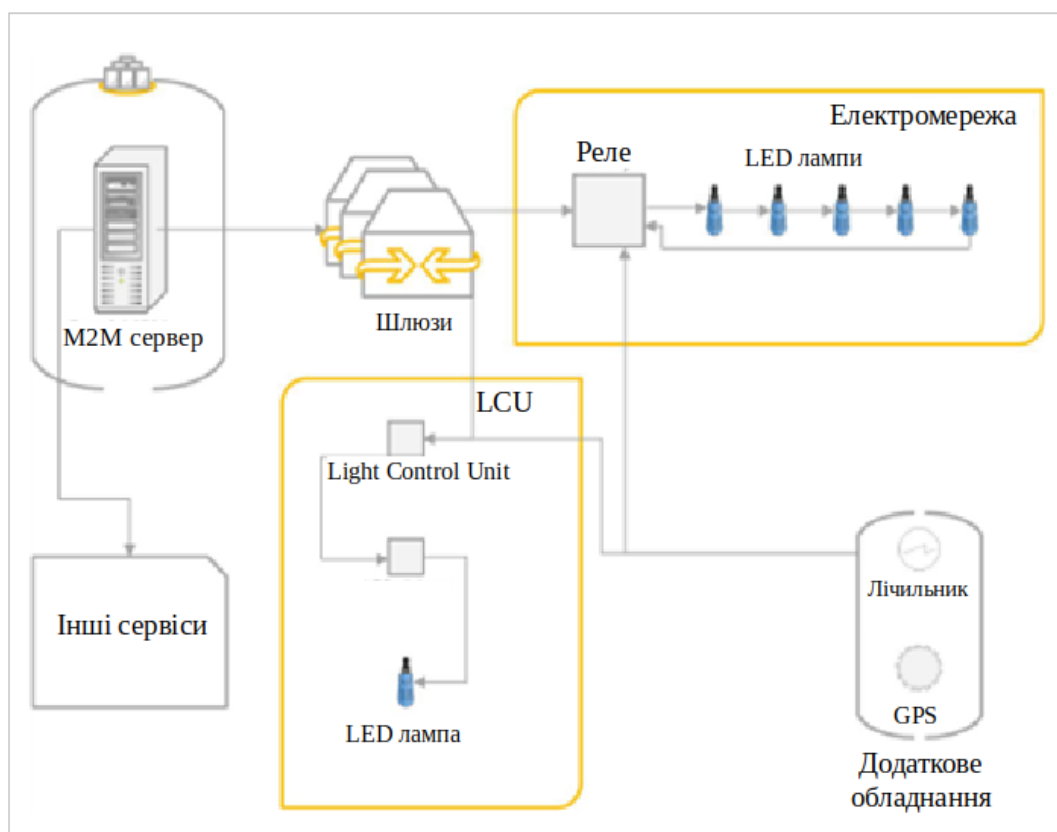 Електромережа
Реле
LED лампи
M2M сервер
Шлюзи
LCU
Light Control Unit
Лічильник
Інші сервіси
GPS
LED лампа
Додаткове
обладнання